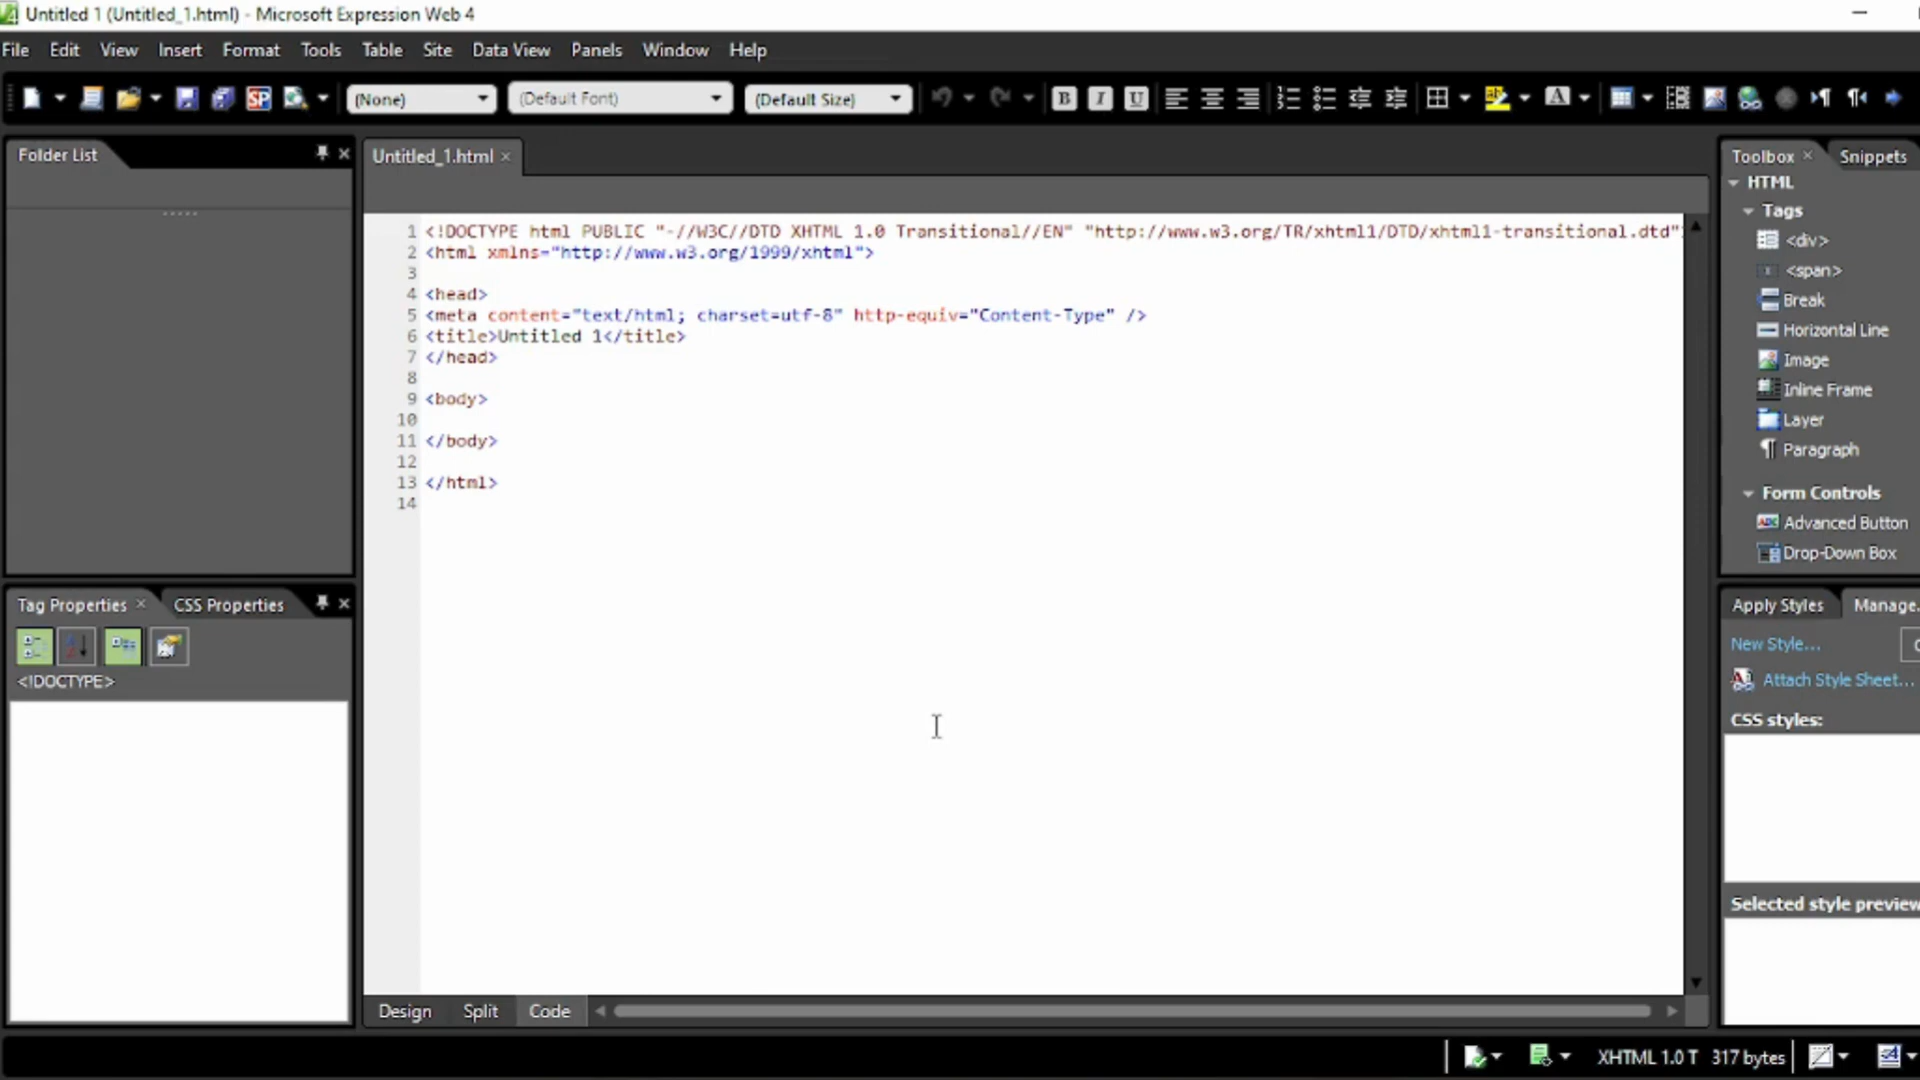 Untitled 1 (Untitled_1.html) - Microsoft Expression Web 4
File Edit View Insert Format Tools Table Site Data View Panels Window Help
SP (None) (Default Font) (Default Size) B I U A
Folder List
Untitled_1.html
1 <!DOCTYPE html PUBLIC "-//W3C//DTD XHTML 1.0 Transitional//EN" "http://www.w3.org/TR/xhtml1/DTD/xhtml1-transitional.dtd"
2 <html xmlns="http://www.w3.org/1999/xhtml">
3
4 <head>
5 <meta content="text/html; charset=utf-8" http-equiv="Content-Type" />
6 <title>Untitled 1</title>
7 </head>
8
9 <body>
10
11 </body>
12
13 </html>
14
Design Split Code
Toolbox Snippets
HTML
Tags
<div>
<span>
Break
Horizontal Line
Image
Inline Frame
Layer
Paragraph
Form Controls
Advanced Button
Drop-Down Box
Tag Properties CSS Properties
<!DOCTYPE>
Apply Styles Manage
New Style...
Attach Style Sheet...
CSS styles:
Selected style preview
XHTML 1.0 T 317 bytes